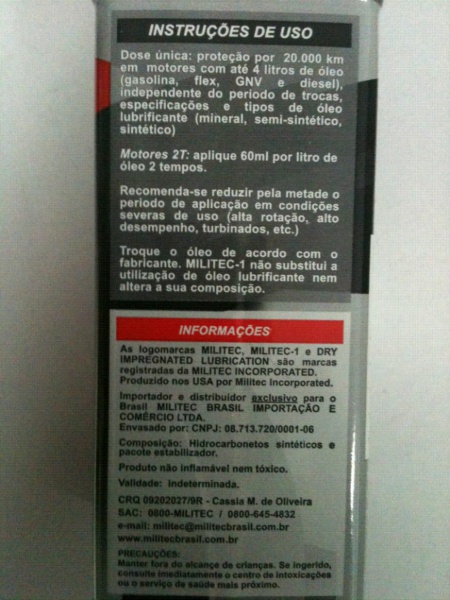 INSTRUÇÕES DE USO
Dose única: proteção por 20.000 km
em motores com até 4 litros de óleo
(gasolina, flex, GNV e diesel),
independente do período de trocas,
especificações e tipos de óleo
lubrificante (mineral, semi-sintético,
sintético)
Motores 2T: aplique 60ml por litro de
óleo 2 tempos.
Recomenda-se reduzir pela metade o
período de aplicação em condições
severas de uso (alta rotação, alto
desempenho, turbinados, etc.)
Troque o óleo de acordo com o
fabricante. MILITEC-1 não substitui a
utilização de óleo lubrificante nem
altera a sua composição.
INFORMAÇÕES
As logomarcas MILITEC, MILITEC-1 e DRY
IMPREGNATED LUBRICATION são marcas
registradas da MILITEC INCORPORATED.
Produzido nos USA por Militec Incorporated.
Importador e distribuidor exclusivo para o
Brasil MILITEC BRASIL IMPORTAÇÃO E
COMÉRCIO LTDA.
Envasado por: CNPJ: 08.713.720/0001-06
Composição: Hidrocarbonetos sintéticos e
pacote estabilizador.
Produto não inflamável nem tóxico.
Validade: indeterminada.
CRQ 09202027/9R - Cassia M. de Oliveira
SAC: 0800-MILITEC / 0800-645-4832
e-mail: militec@militecbrasil.com.br
www.militecbrasil.com.br
PRECAUÇÕES:
Manter fora do alcance de crianças. Se ingerido,
consulte imediatamente o centro de intoxicações
ou o serviço de saúde mais próximo.